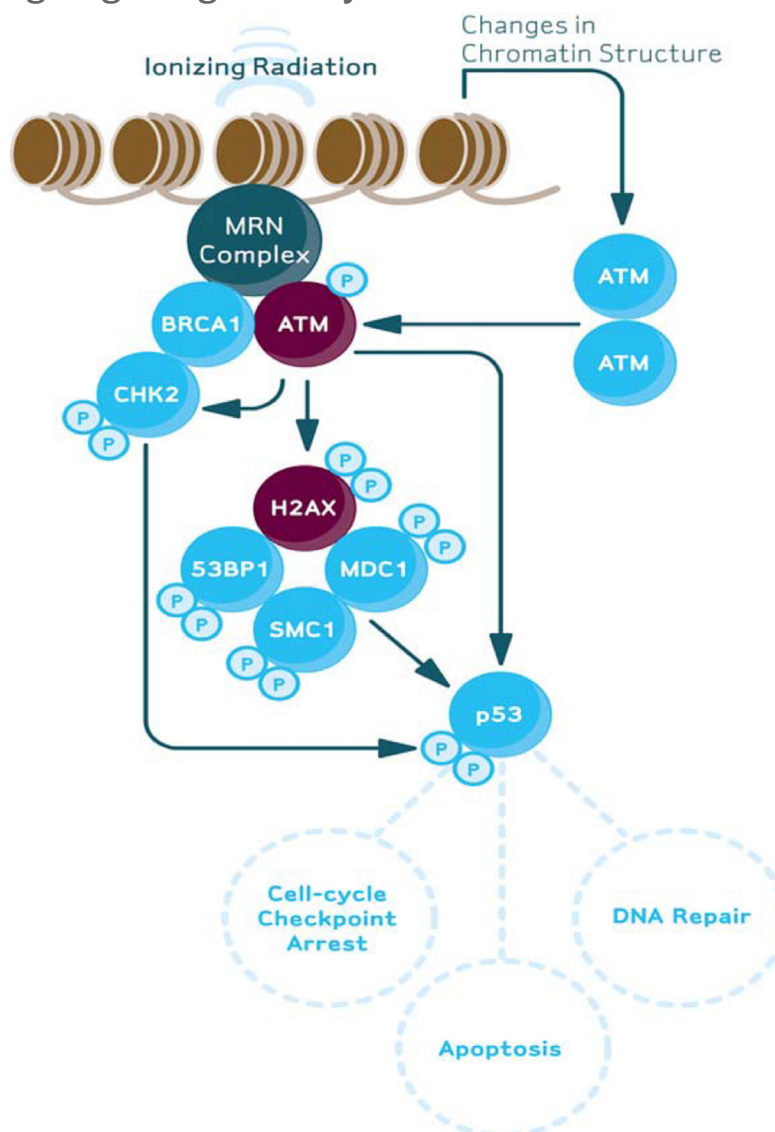 Changes in
Chromatin Structure
Ionizing Radiation
MRN
Complex
ATM
P
BRCA1
ATM
ATM
CHK2
P
P
P
P
H2AX
P
P
53BP1
MDC1
P
P
SMC1
P
P
p53
P
P
Cell-cycle
Checkpoint
Arrest
DNA Repair
Apoptosis